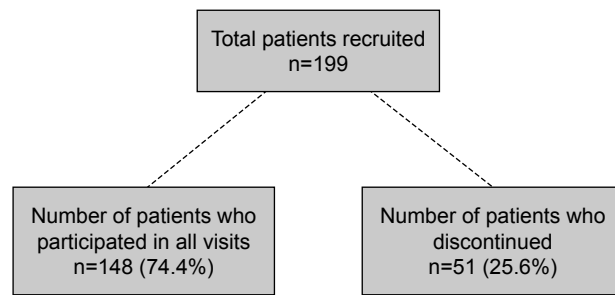 Total patients recruited
n=199
Number of patients who
participated in all visits
n=148 (74.4%)
Number of patients who
discontinued
n=51 (25.6%)